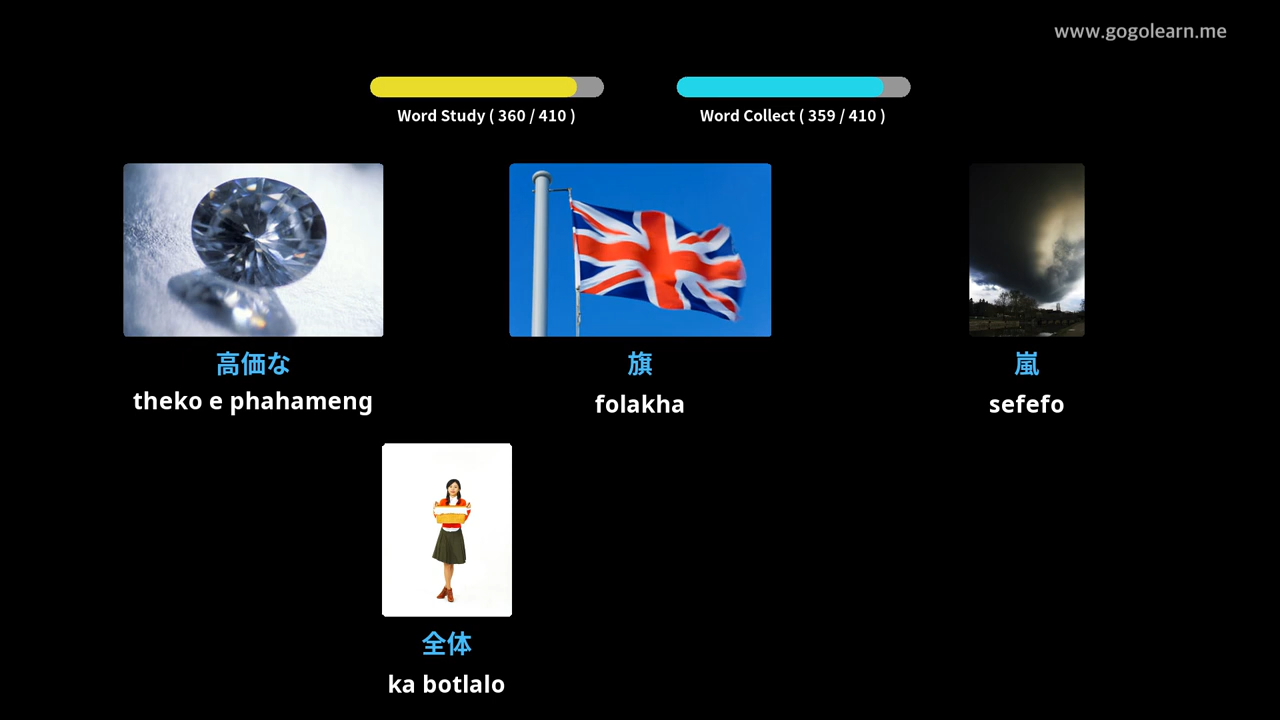 www.gogolearn.me
Word Study ( 360 / 410 )
Word Collect ( 359 / 410 )
高価な
theko e phahameng
旗
folakha
嵐
sefefo
全体
ka botlalo